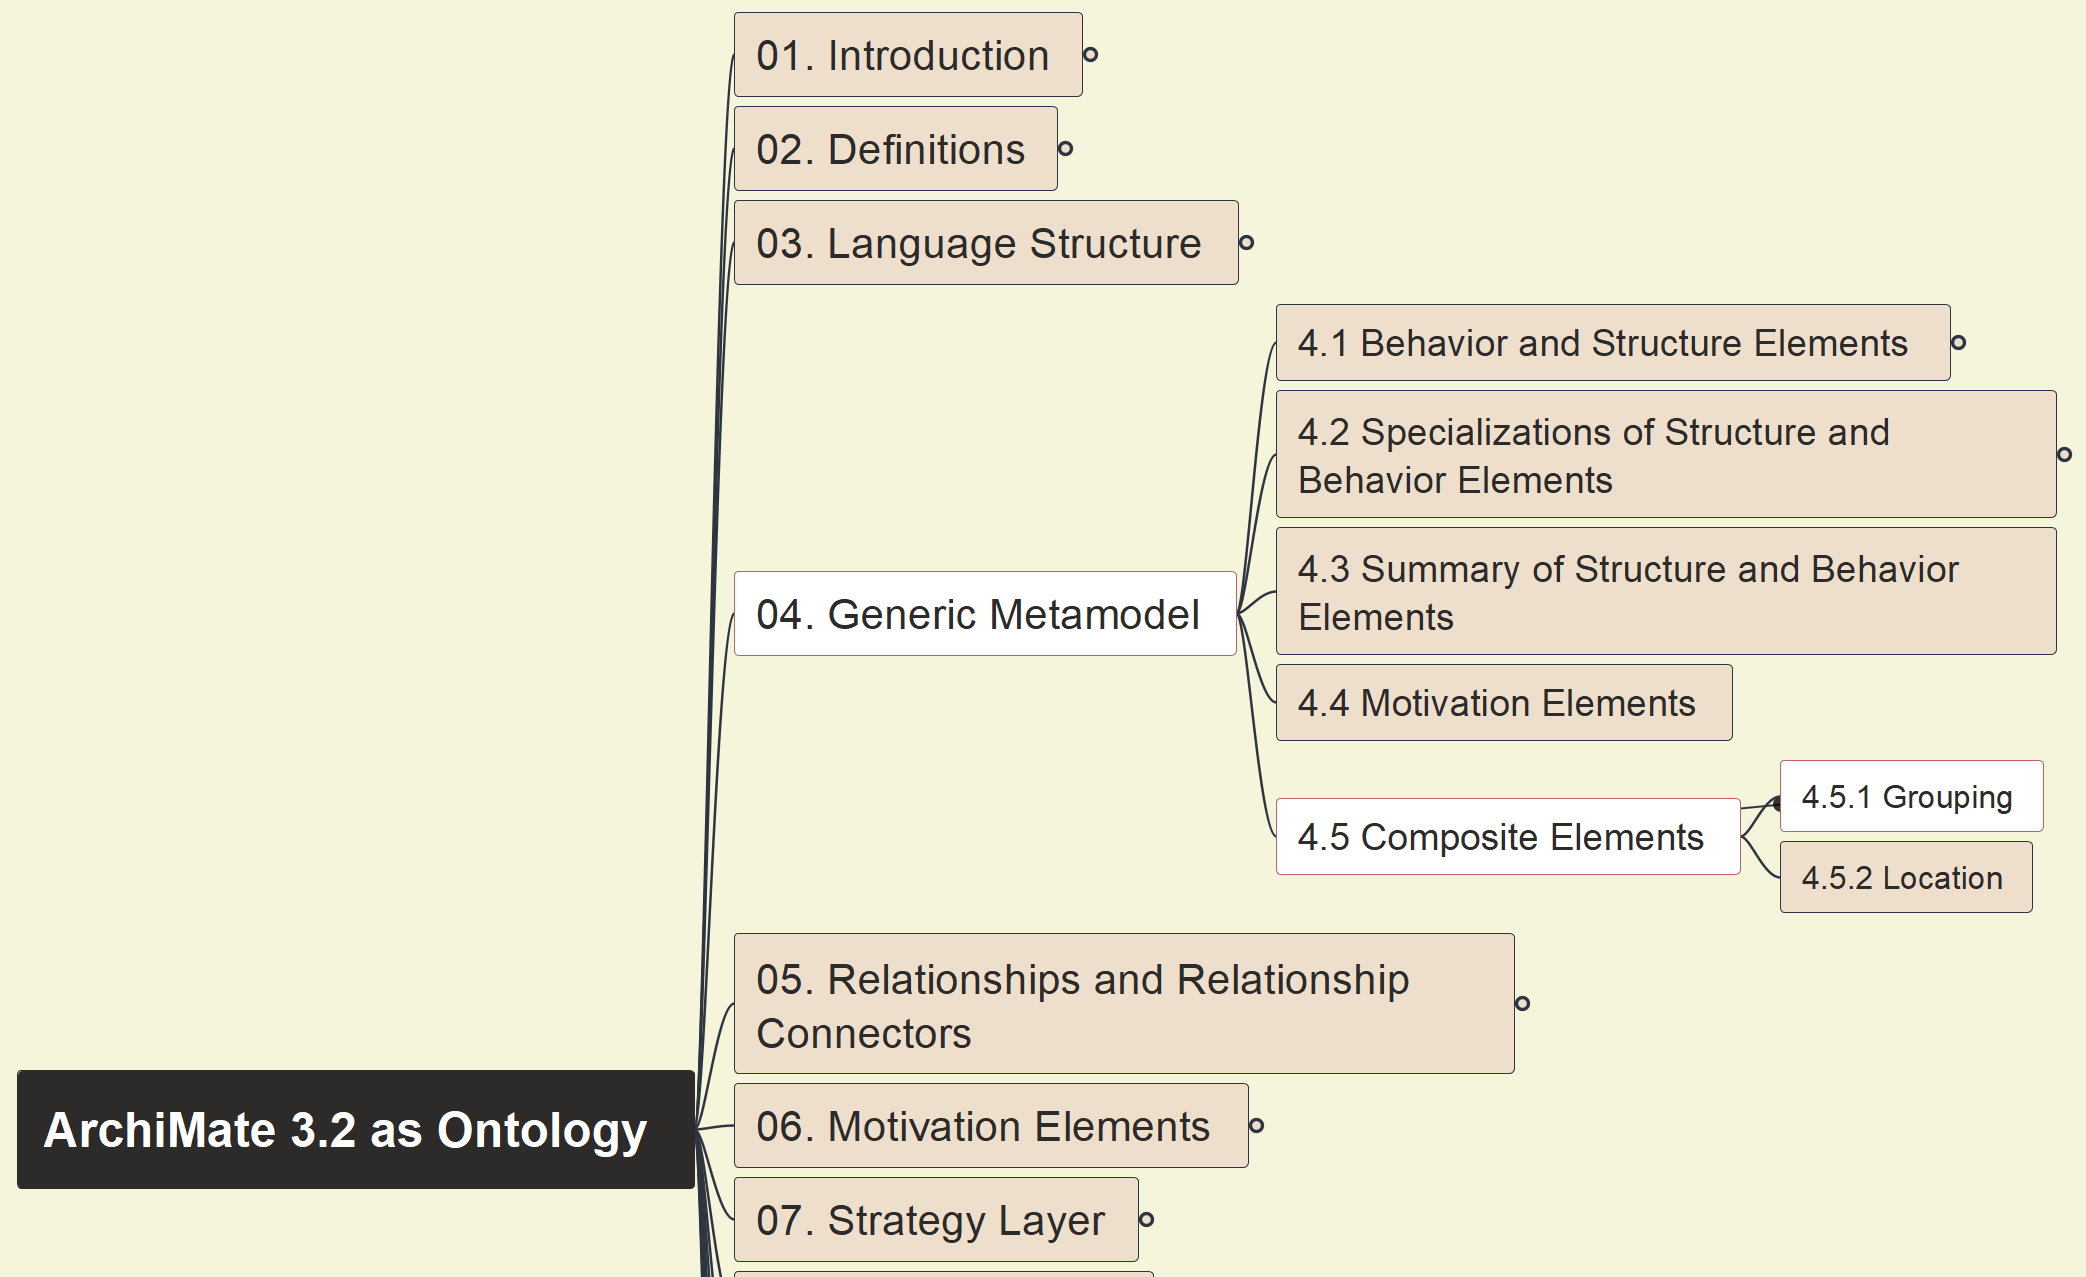 01. Introduction
02. Definitions
03. Language Structure
04. Generic Metamodel
4.1 Behavior and Structure Elements
4.2 Specializations of Structure and
Behavior Elements
4.3 Summary of Structure and Behavior
Elements
4.4 Motivation Elements
4.5 Composite Elements
4.5.1 Grouping
4.5.2 Location
05. Relationships and Relationship
Connectors
ArchiMate 3.2 as Ontology
06. Motivation Elements
07. Strategy Layer